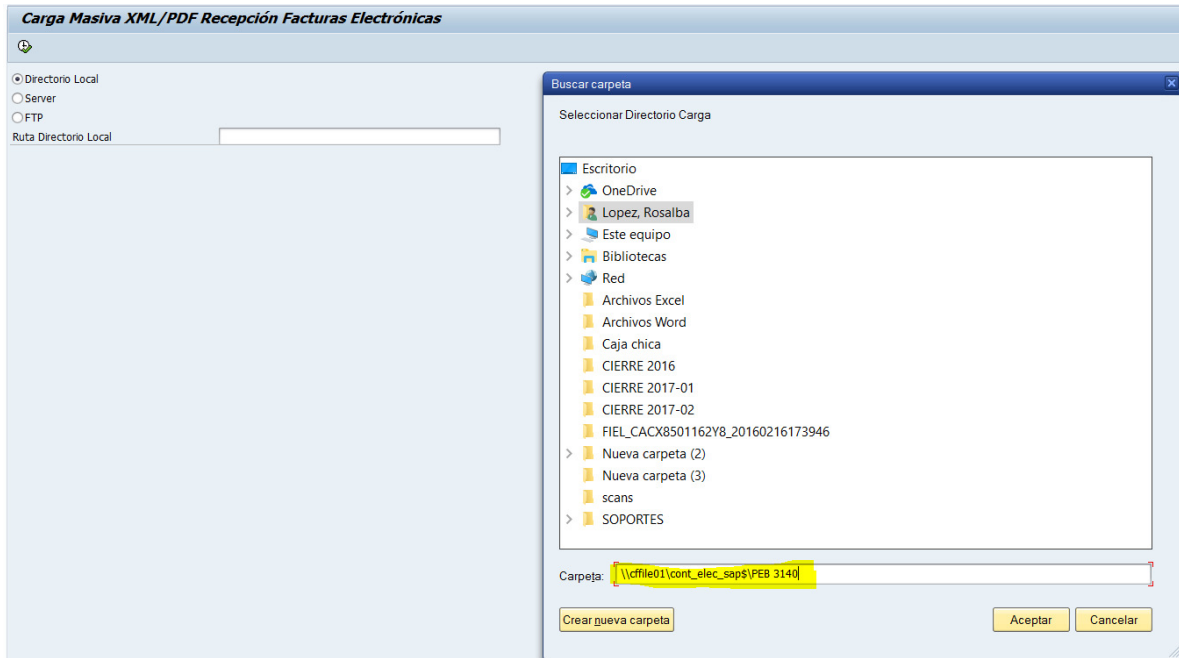 Carga Masiva XML/PDF Recepción Facturas Electrónicas
Directorio Local
Server
FTP
Ruta Directorio Local
Buscar carpeta
Seleccionar Directorio Carga
Escritorio
OneDrive
Lopez, Rosalba
Este equipo
Bibliotecas
Red
Archivos Excel
Archivos Word
Caja chica
CIERRE 2016
CIERRE 2017-01
CIERRE 2017-02
FIEL_CACX8501162Y8_20160216173946
Nueva carpeta (2)
Nueva carpeta (3)
scans
SOPORTES
Carpeta: \\cffile01\cont_elec_sap$\PEB 3140
Crear nueva carpeta Aceptar Cancelar